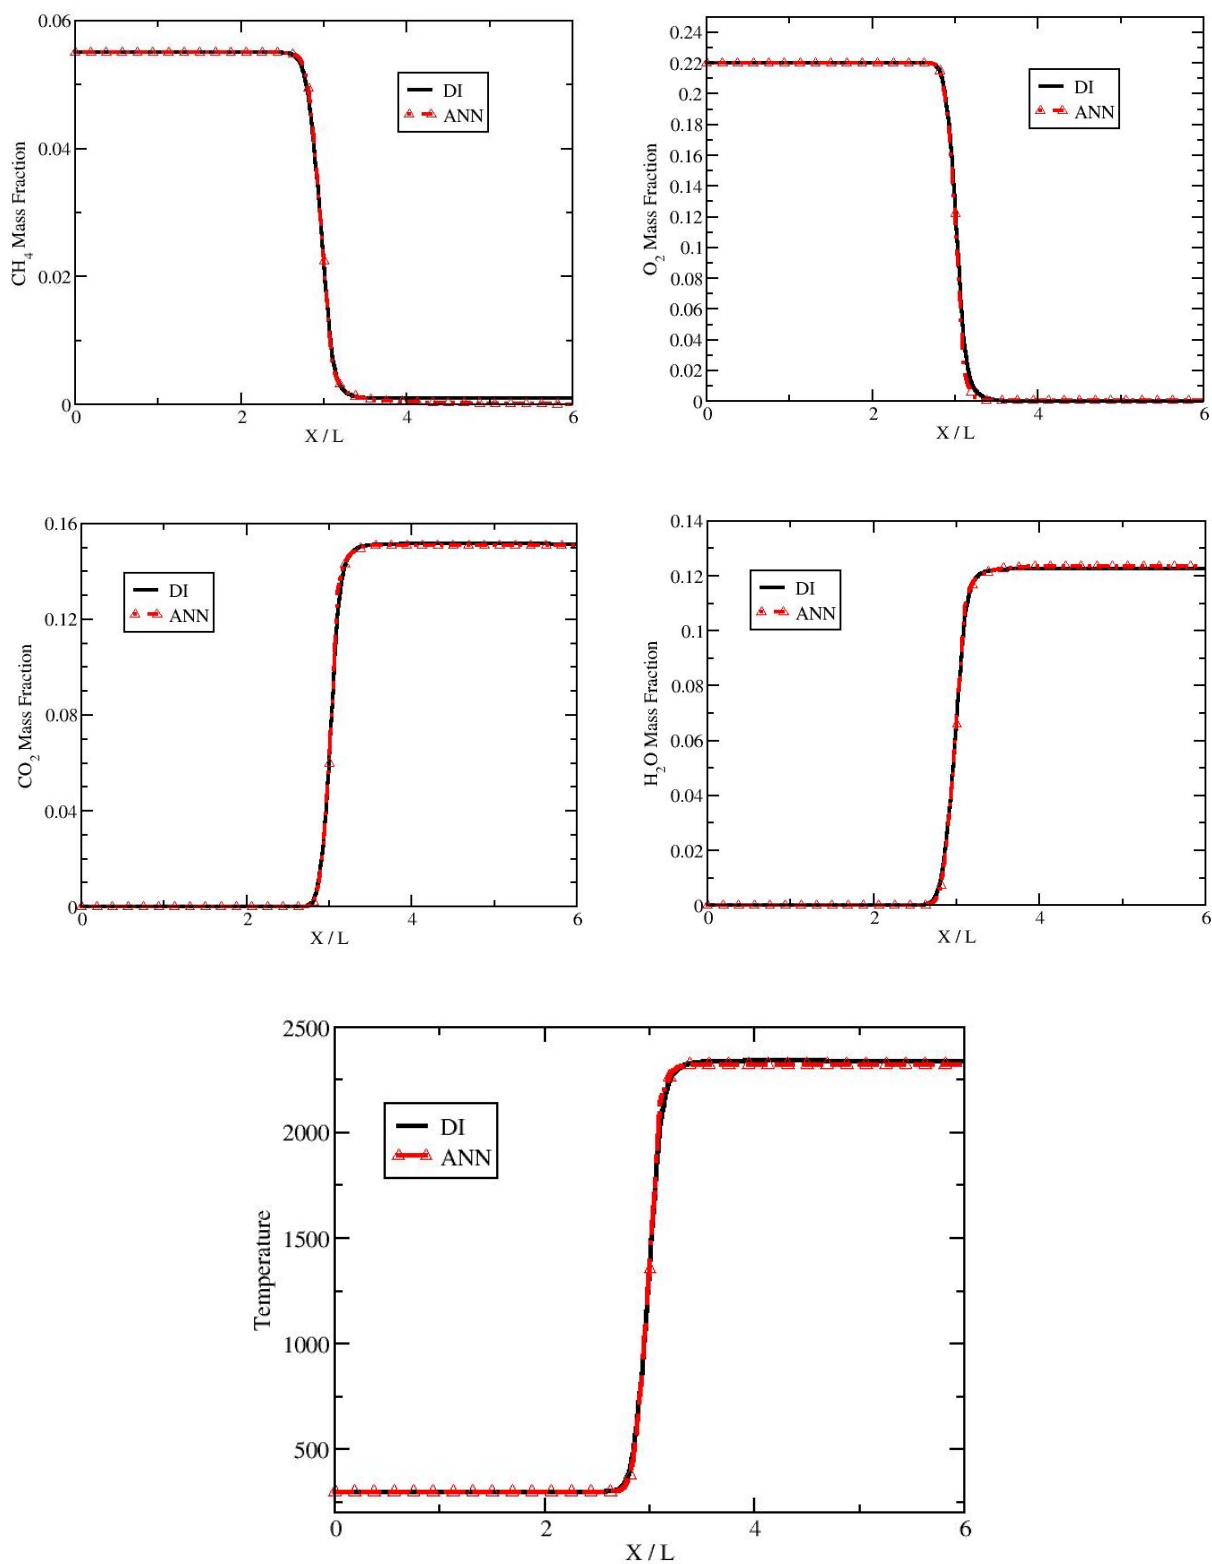 0.06
0.04
0.02
0
CH4 Mass Fraction
DI
ANN
0 2 4 6
X / L
0.24
0.22
0.2
0.18
0.16
0.14
0.12
0.1
0.08
0.06
0.04
0.02
0
O2 Mass Fraction
DI
ANN
0 2 4 6
X / L
0.16
0.12
0.08
0.04
0
CO2 Mass Fraction
DI
ANN
0 2 4 6
X / L
0.14
0.12
0.1
0.08
0.06
0.04
0.02
0
H2O Mass Fraction
DI
ANN
0 2 4 6
X / L
2500
2000
1500
1000
500
Temperature
DI
ANN
0 2 4 6
X / L